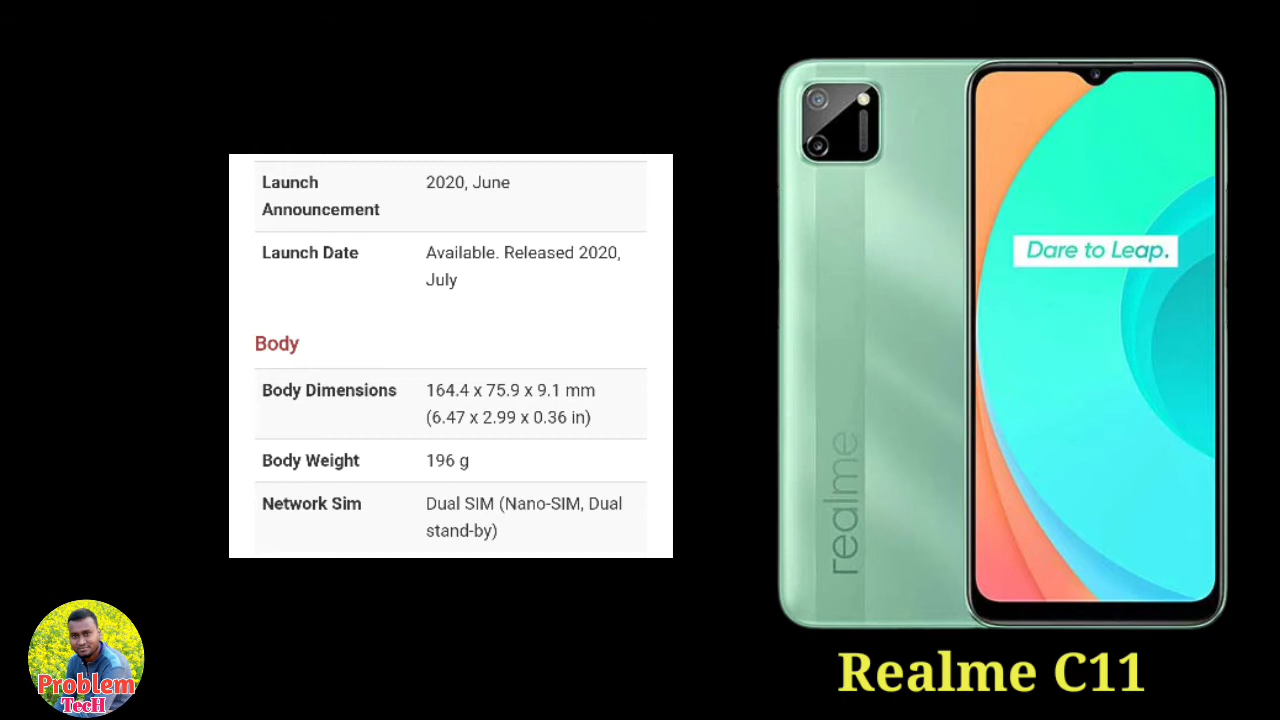 Launch
Announcement
2020, June
Launch Date
Available. Released 2020,
July
Body
Body Dimensions
164.4 x 75.9 x 9.1 mm
(6.47 x 2.99 x 0.36 in)
Body Weight
196 g
Network Sim
Dual SIM (Nano-SIM, Dual
stand-by)
realme
Dare to Leap.
Realme C11
Problem
TecH